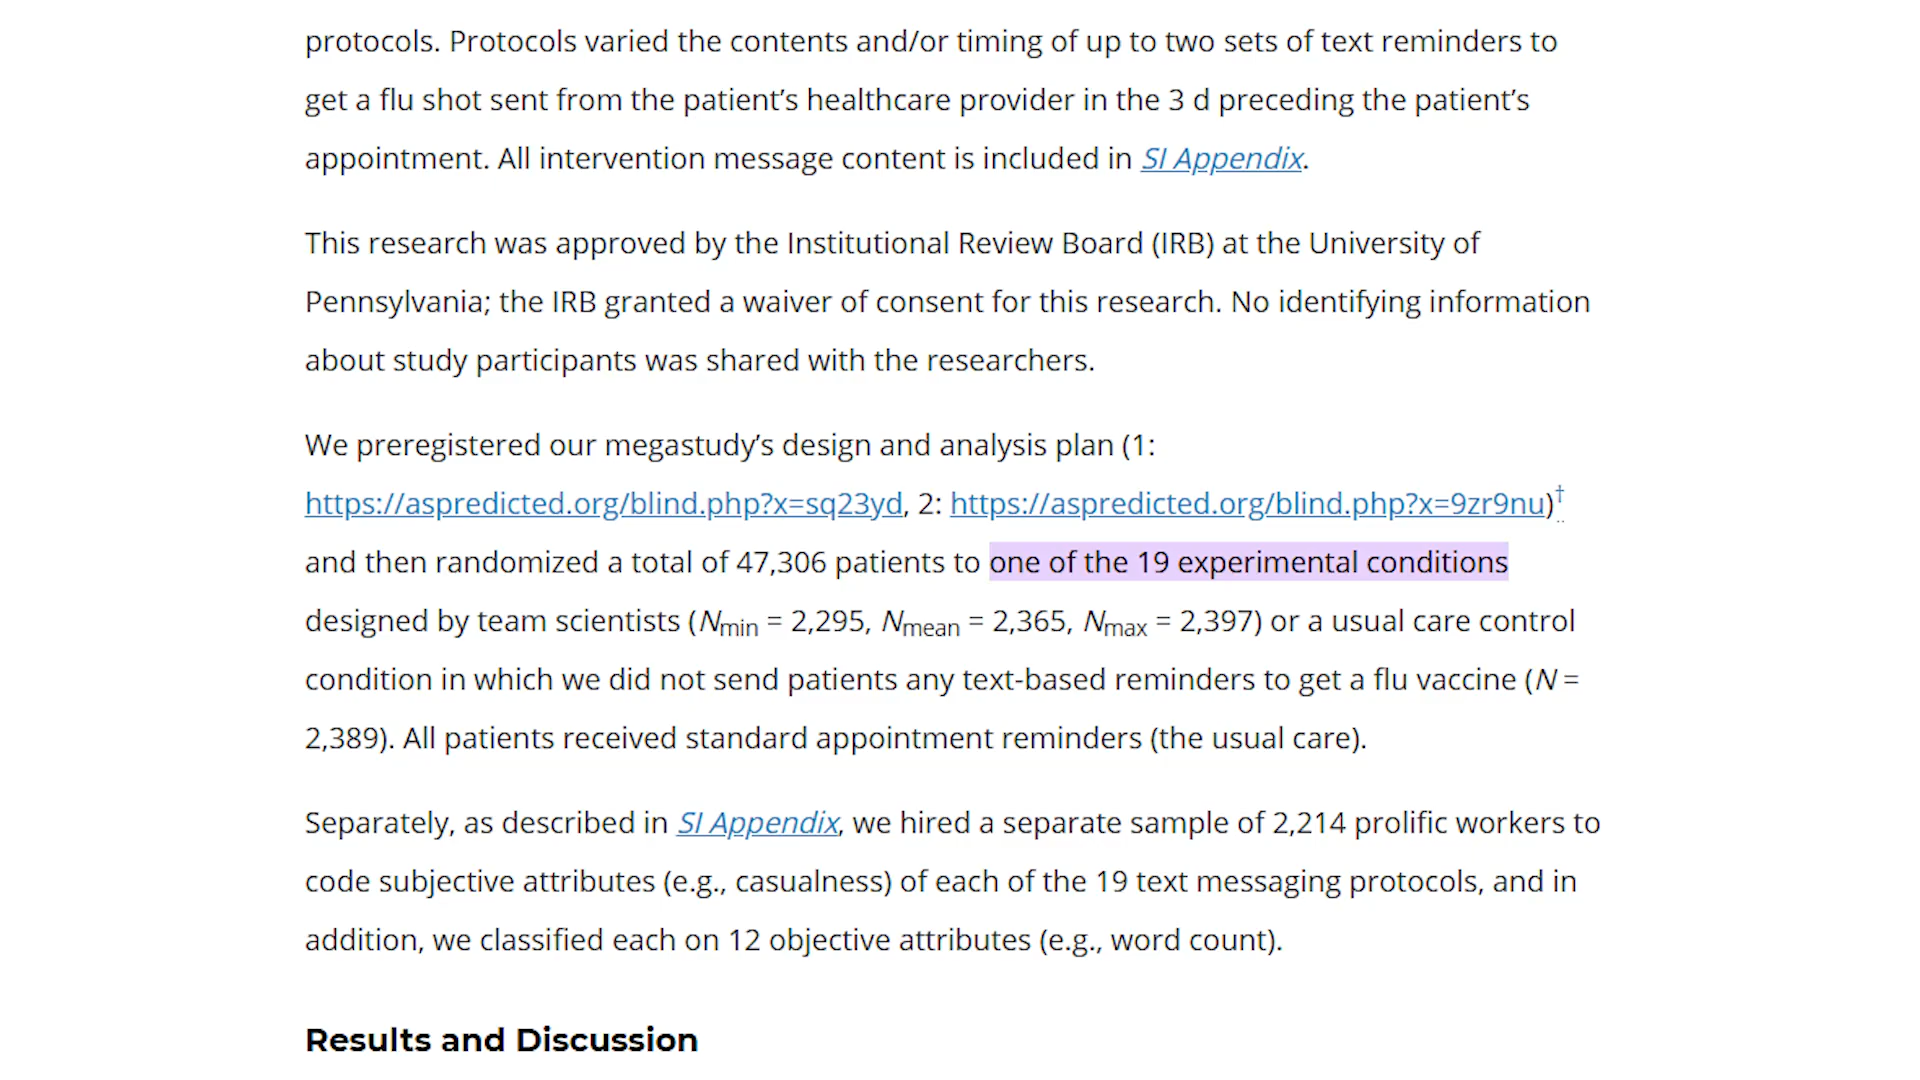 protocols. Protocols varied the contents and/or timing of up to two sets of text reminders to
get a flu shot sent from the patient’s healthcare provider in the 3 d preceding the patient’s
appointment. All intervention message content is included in SI Appendix.
This research was approved by the Institutional Review Board (IRB) at the University of
Pennsylvania; the IRB granted a waiver of consent for this research. No identifying information
about study participants was shared with the researchers.
We preregistered our megastudy’s design and analysis plan (1:
https://aspredicted.org/blind.php?x=sq23yd, 2: https://aspredicted.org/blind.php?x=9zr9nu)†
and then randomized a total of 47,306 patients to one of the 19 experimental conditions
designed by team scientists (Nmin = 2,295, Nmean = 2,365, Nmax = 2,397) or a usual care control
condition in which we did not send patients any text-based reminders to get a flu vaccine (N =
2,389). All patients received standard appointment reminders (the usual care).
Separately, as described in SI Appendix, we hired a separate sample of 2,214 prolific workers to
code subjective attributes (e.g., casualness) of each of the 19 text messaging protocols, and in
addition, we classified each on 12 objective attributes (e.g., word count).
Results and Discussion